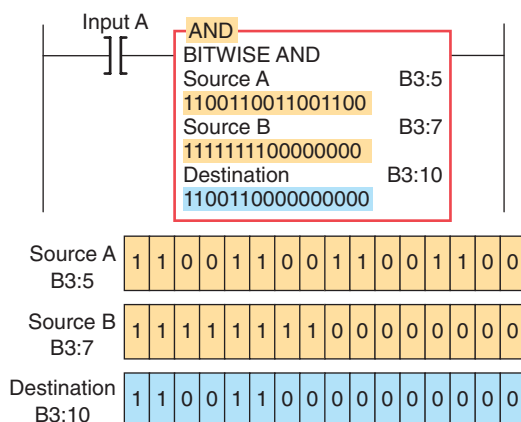 Input A
AND
BITWISE AND
Source A B3:5
1100110011001100
Source B B3:7
1111111100000000
Destination B3:10
1100110000000000
Source A
B3:5
1 1 0 0 1 1 0 0 1 1 0 0 1 1 0 0
Source B
B3:7
1 1 1 1 1 1 1 1 0 0 0 0 0 0 0 0
Destination
B3:10
1 1 0 0 1 1 0 0 0 0 0 0 0 0 0 0